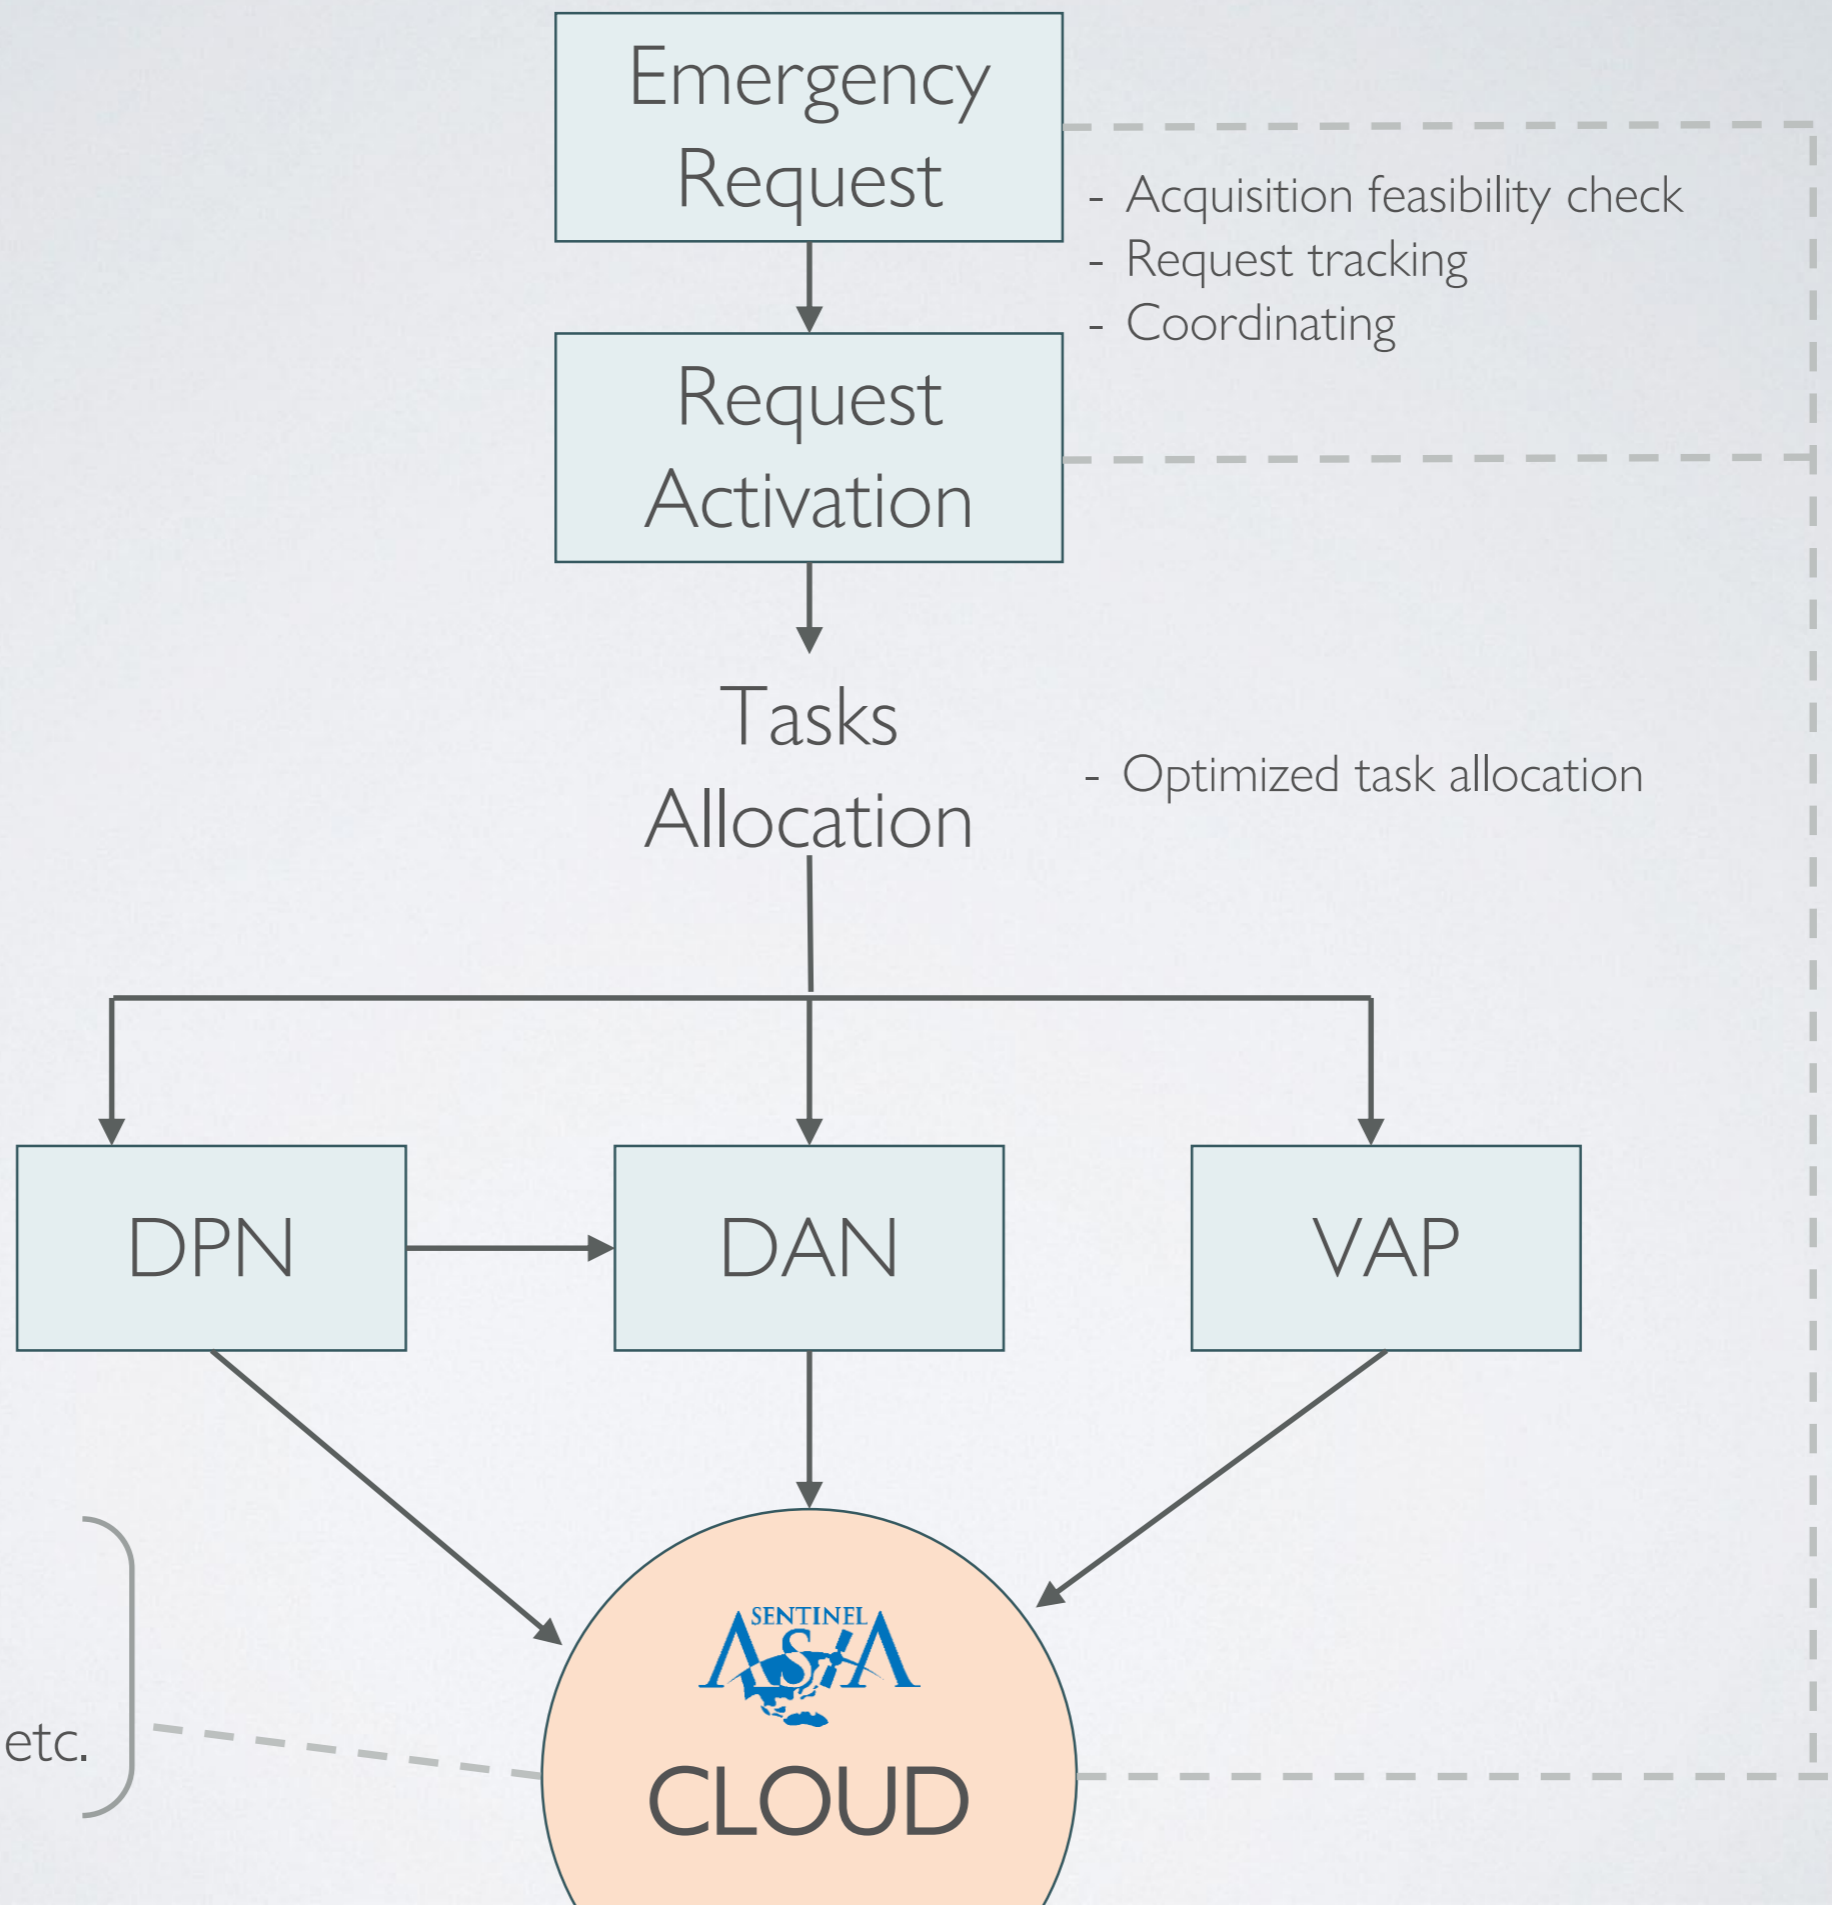 Emergency
Request
- Acquisition feasibility check
- Request tracking
- Coordinating
Request
Activation
Tasks
Allocation
- Optimized task allocation
DPN
DAN
VAP
SENTINEL
ASiA
CLOUD
etc.